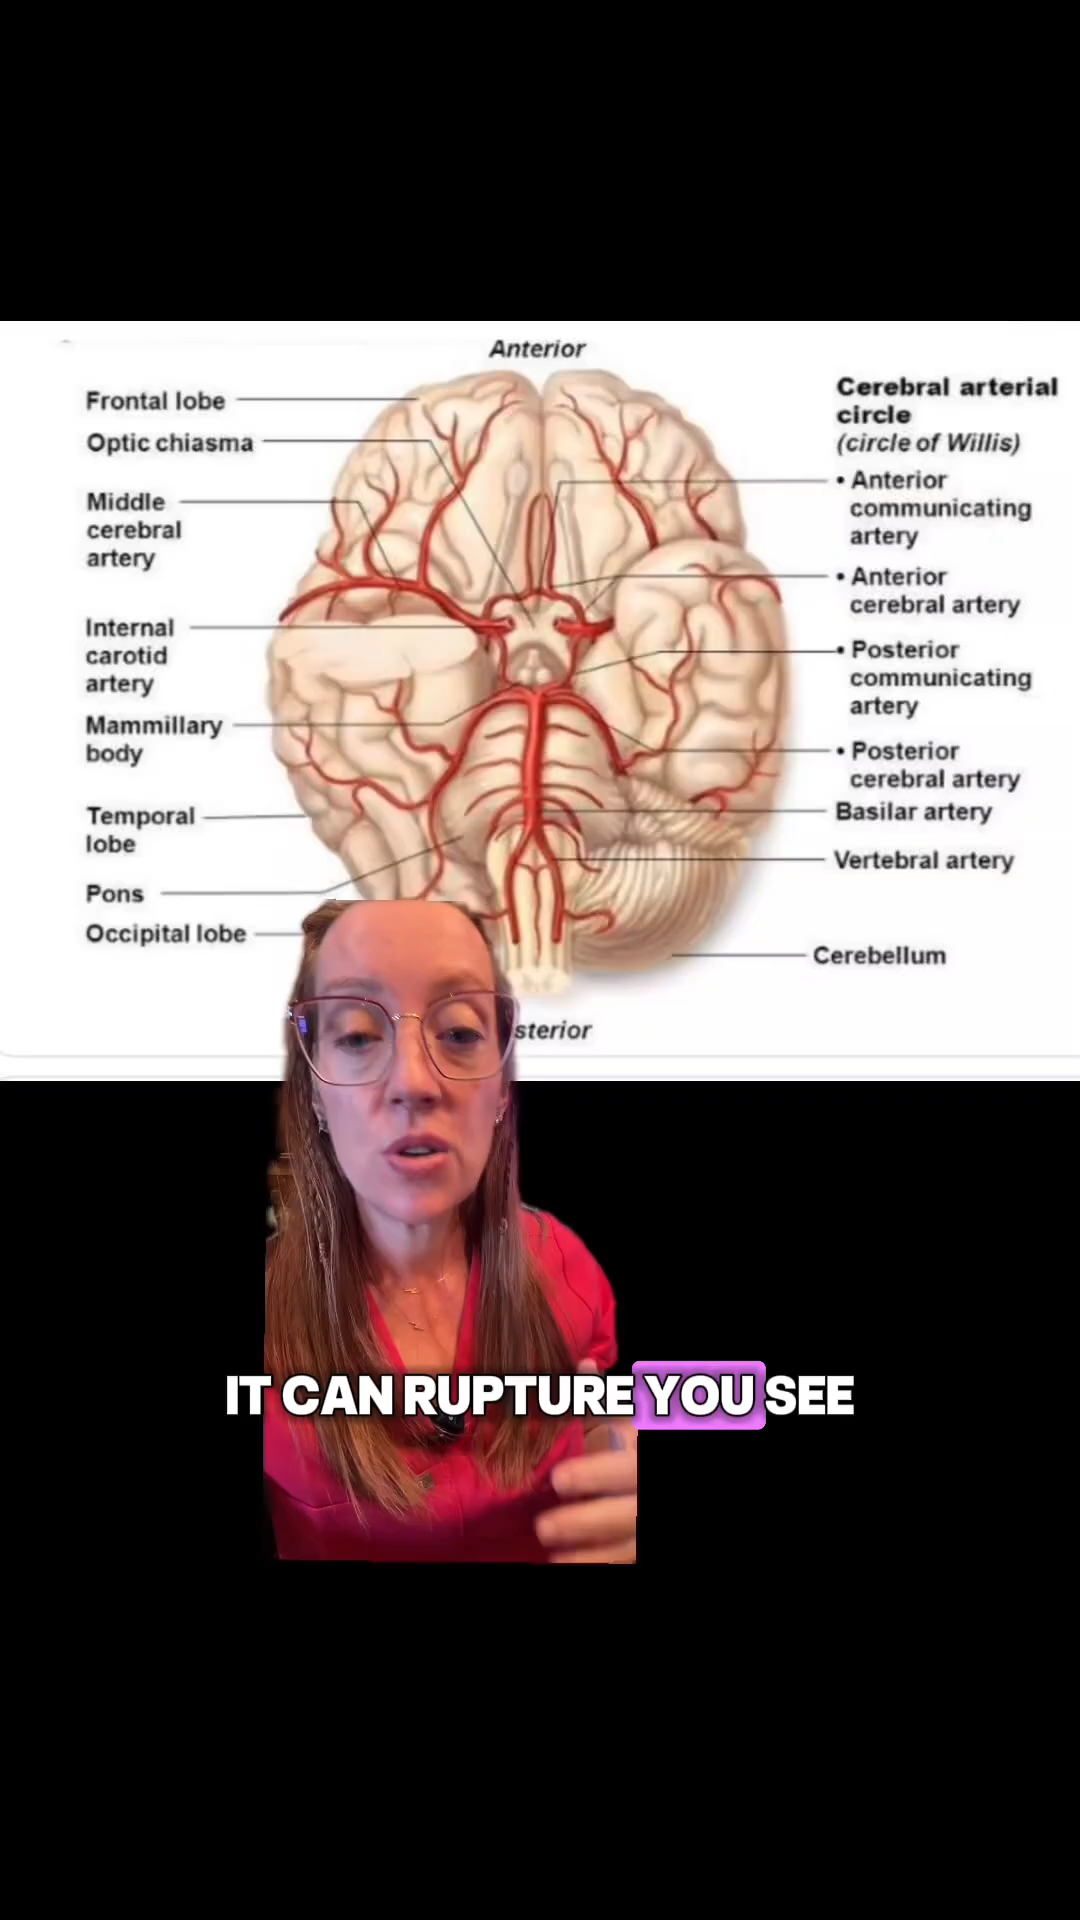 Anterior
Frontal lobe
Optic chiasma
Middle
cerebral
artery
Internal
carotid
artery
Mammillary
body
Temporal
lobe
Pons
Occipital lobe
Cerebral arterial
circle
(circle of Willis)
• Anterior
communicating
artery
• Anterior
cerebral artery
• Posterior
communicating
artery
• Posterior
cerebral artery
Basilar artery
Vertebral artery
Cerebellum
sterior
IT CAN RUPTURE YOU SEE